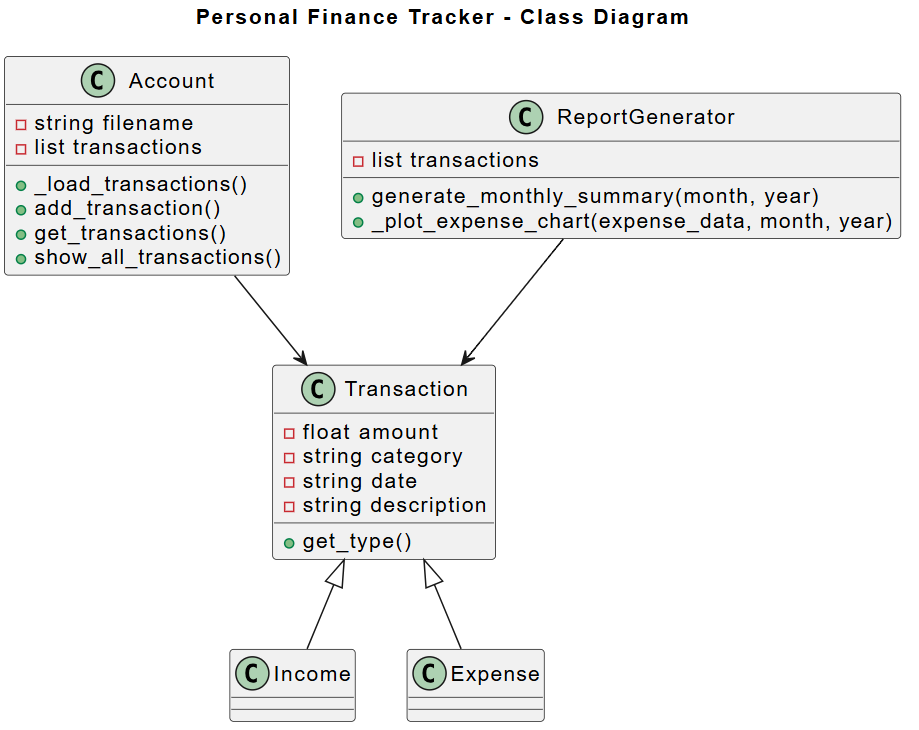 Personal Finance Tracker - Class Diagram
C Account
string filename
list transactions
_load_transactions()
add_transaction()
get_transactions()
show_all_transactions()
C ReportGenerator
list transactions
generate_monthly_summary(month, year)
_plot_expense_chart(expense_data, month, year)
C Transaction
float amount
string category
string date
string description
get_type()
C Income
C Expense